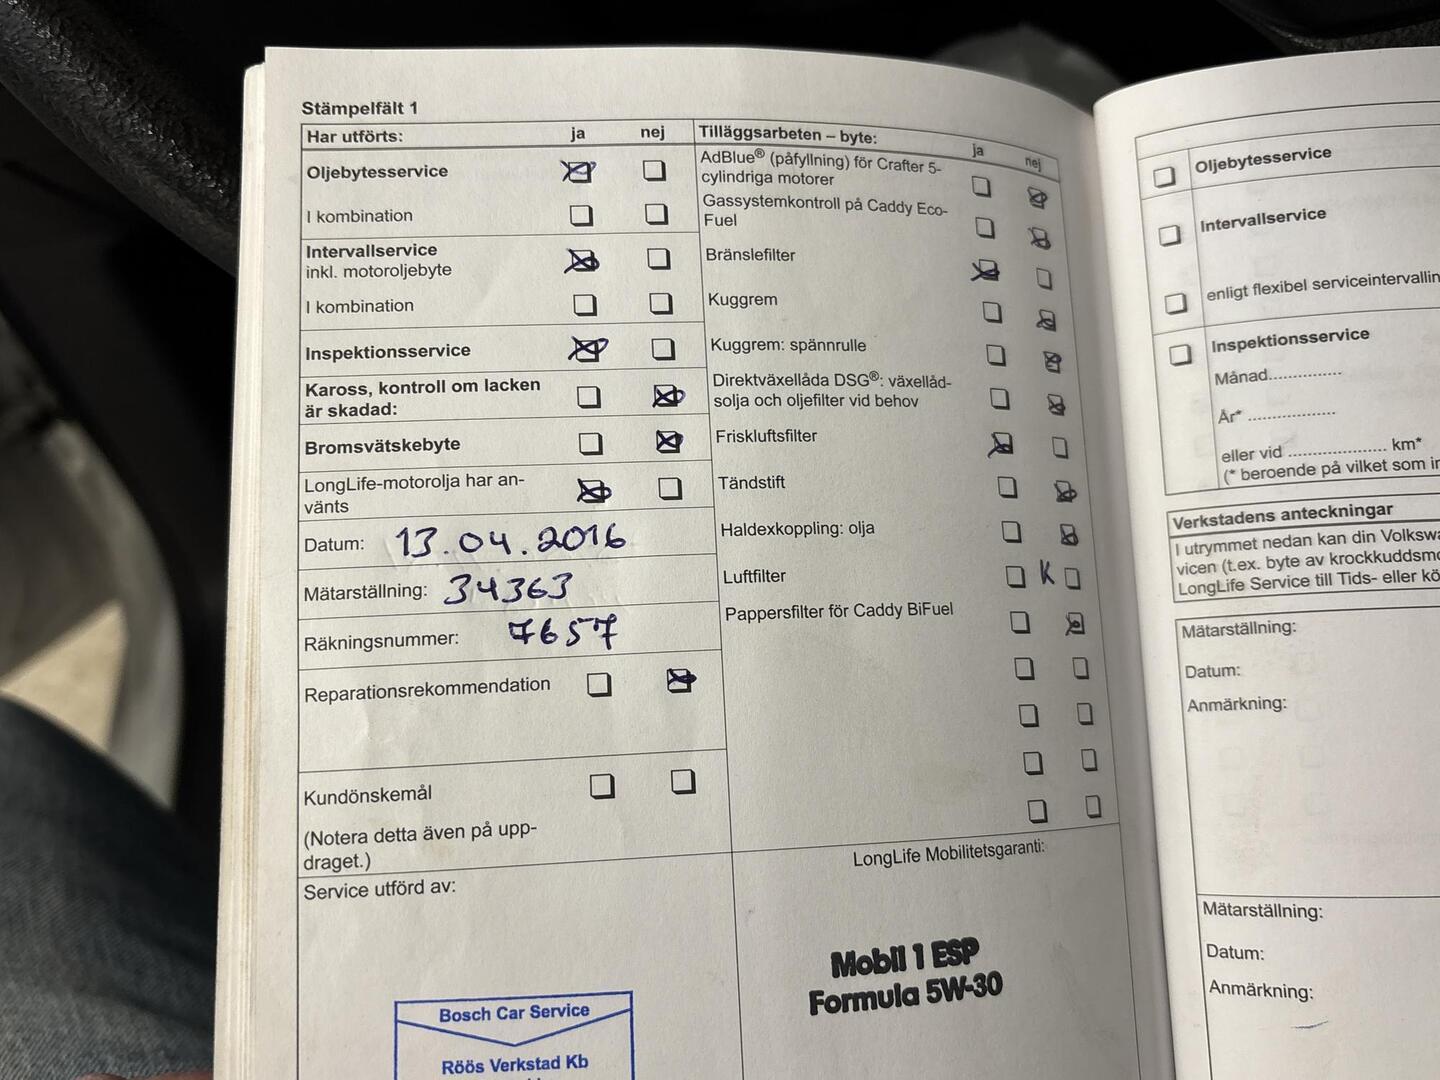 Stämpelfält 1
Har utförts: ja nej
Oljebytesservice
I kombination
Intervallservice
inkl. motoroljebyte
I kombination
Inspektionsservice
Kaross, kontroll om lacken
är skadad:
Bromsvätskebyte
LongLife-motorolja har an-
vänts
Datum: 13.04.2016
Mätarställning: 34363
Räkningsnummer: 7657
Reparationsrekommendation
Kundönskemål
(Notera detta även på upp-
draget.)
Service utförd av:
Bosch Car Service
Röös Verkstad Kb
Tilläggsarbeten – byte: ja nej
AdBlue® (påfyllning) för Crafter 5-
cylindriga motorer
Gassystemkontroll på Caddy Eco-
Fuel
Bränslefilter
Kuggrem
Kuggrem: spännrulle
Direktväxellåda DSG®: växellåd-
solja och oljefilter vid behov
Friskluftsfilter
Tändstift
Haldexkoppling: olja
Luftfilter K
Pappersfilter för Caddy BiFuel
LongLife Mobilitetsgaranti:
Mobil 1 ESP
Formula 5W-30
Oljebytesservice
Intervallservice
enligt flexibel serviceintervallin
Inspektionsservice
Månad...............
År* .................
eller vid ................... km*
(* beroende på vilket som in
Verkstadens anteckningar
I utrymmet nedan kan din Volkswa
vicen (t.ex. byte av krockkuddsmo
LongLife Service till Tids- eller kö
Mätarställning:
Datum:
Anmärkning:
Mätarställning:
Datum:
Anmärkning: